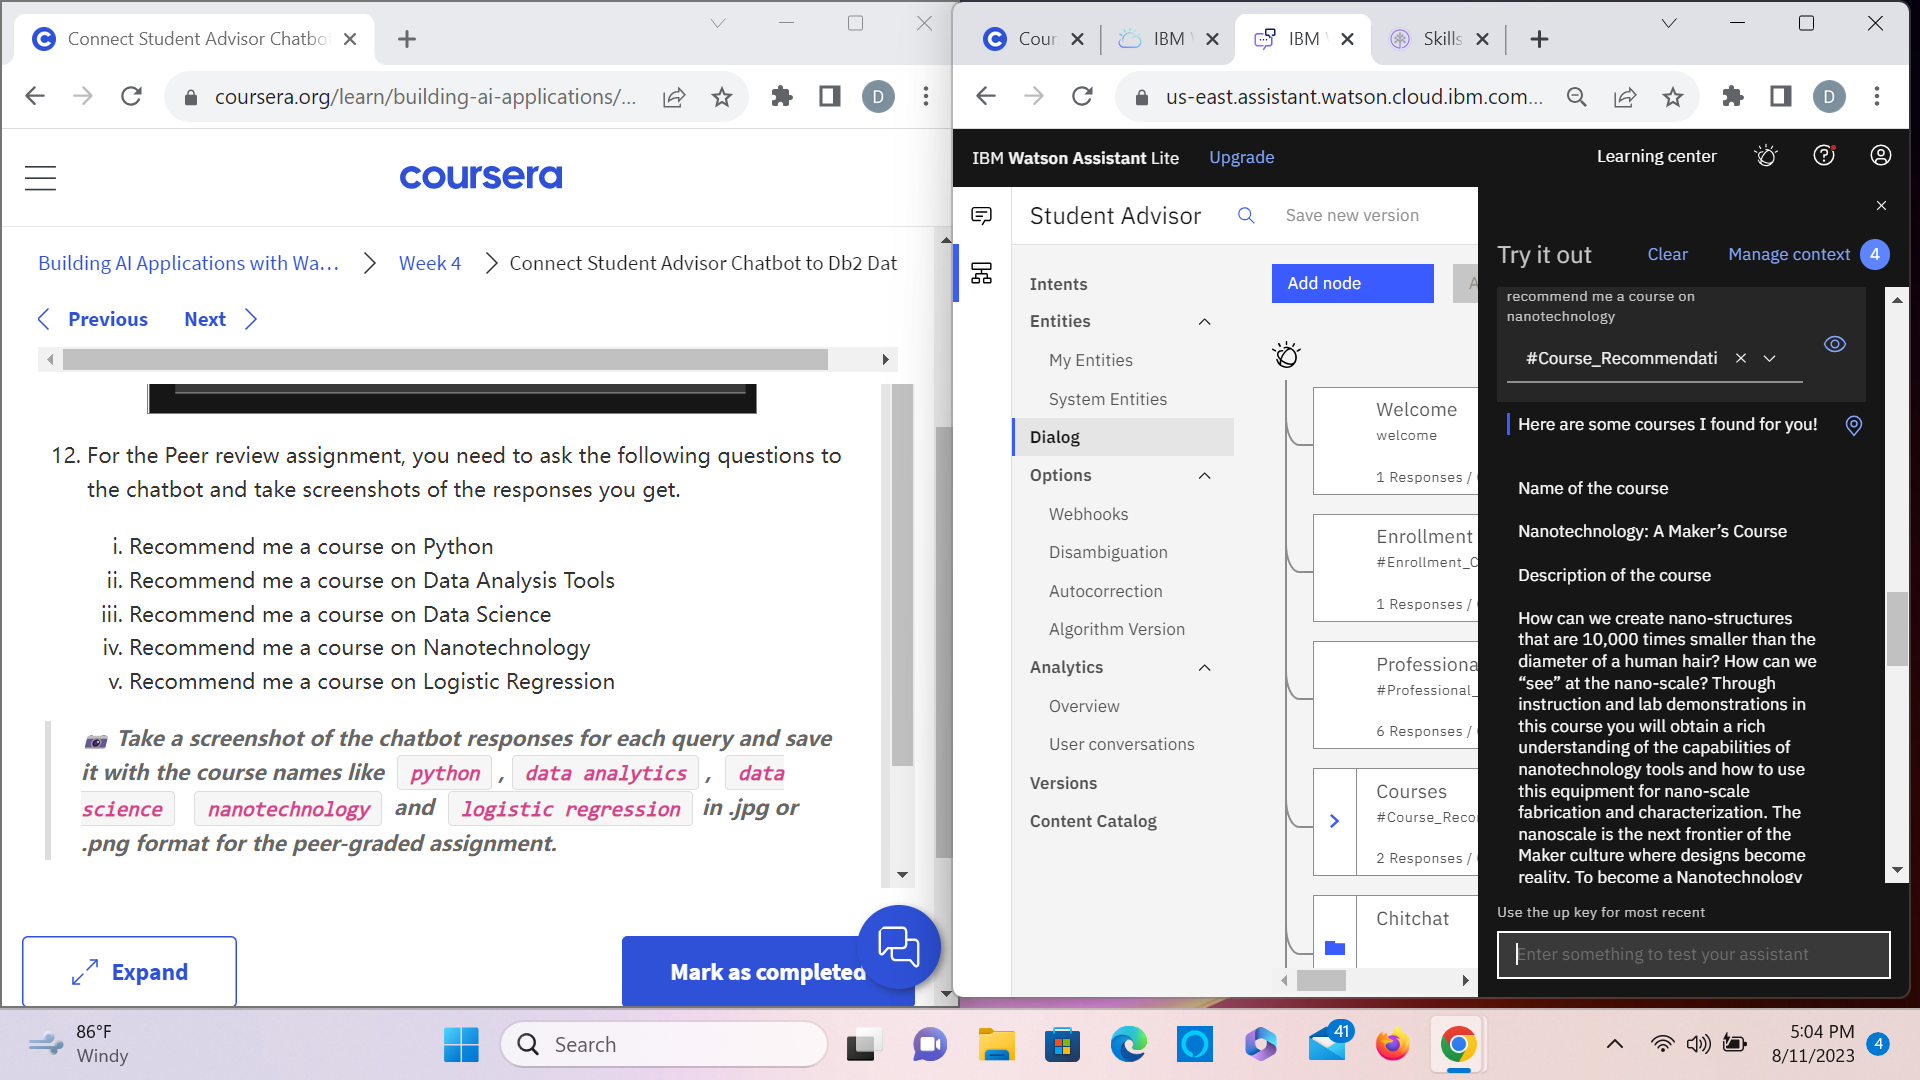 Connect Student Advisor Chatbo
coursera.org/learn/building-ai-applications/...
D
coursera
Building AI Applications with Wa...
Week 4
Connect Student Advisor Chatbot to Db2 Dat
Previous
Next
12. For the Peer review assignment, you need to ask the following questions to
the chatbot and take screenshots of the responses you get.
i. Recommend me a course on Python
ii. Recommend me a course on Data Analysis Tools
iii. Recommend me a course on Data Science
iv. Recommend me a course on Nanotechnology
v. Recommend me a course on Logistic Regression
Take a screenshot of the chatbot responses for each query and save
it with the course names like python , data analytics , data
science nanotechnology and logistic regression in .jpg or
.png format for the peer-graded assignment.
Expand
Mark as completed
Cour
IBM
IBM
Skills
us-east.assistant.watson.cloud.ibm.com...
D
IBM Watson Assistant Lite
Upgrade
Learning center
Student Advisor
Save new version
Intents
Entities
My Entities
System Entities
Dialog
Options
Webhooks
Disambiguation
Autocorrection
Algorithm Version
Analytics
Overview
User conversations
Versions
Content Catalog
Add node
A
Welcome
welcome
1 Responses /
Enrollment
#Enrollment_C
1 Responses /
Professiona
#Professional_
6 Responses /
Courses
#Course_Reco
2 Responses /
Chitchat
Try it out
Clear
Manage context
4
recommend me a course on
nanotechnology
#Course_Recommendati
Here are some courses I found for you!
Name of the course
Nanotechnology: A Maker’s Course
Description of the course
How can we create nano-structures
that are 10,000 times smaller than the
diameter of a human hair? How can we
“see” at the nano-scale? Through
instruction and lab demonstrations in
this course you will obtain a rich
understanding of the capabilities of
nanotechnology tools and how to use
this equipment for nano-scale
fabrication and characterization. The
nanoscale is the next frontier of the
Maker culture where designs become
reality. To become a Nanotechnology
Use the up key for most recent
Enter something to test your assistant
86°F
Windy
Search
41
5:04 PM
8/11/2023
4